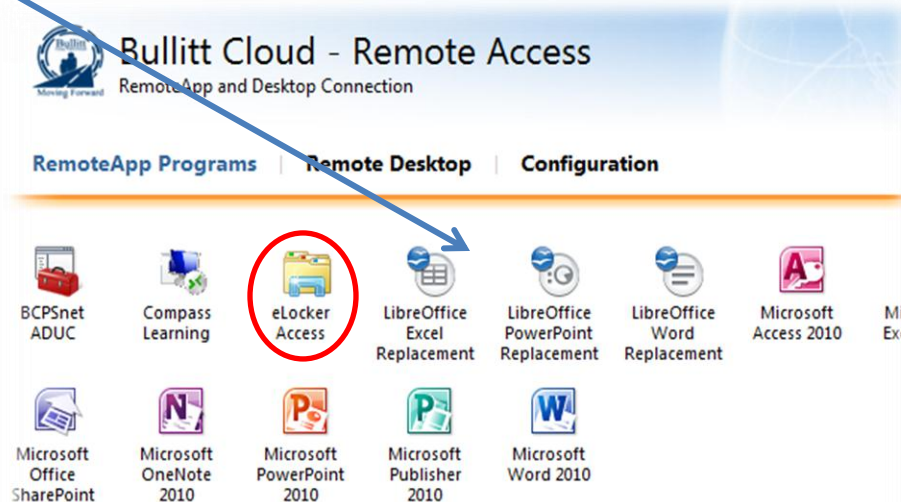 Bullitt
Moving Forward
Bullitt Cloud - Remote Access
RemoteApp and Desktop Connection
RemoteApp Programs | Remote Desktop | Configuration
BCPSnet
ADUC
Compass
Learning
eLocker
Access
LibreOffice
Excel
Replacement
LibreOffice
PowerPoint
Replacement
LibreOffice
Word
Replacement
Microsoft
Access 2010
Microsoft
Office
SharePoint
Microsoft
OneNote
2010
Microsoft
PowerPoint
2010
Microsoft
Publisher
2010
Microsoft
Word 2010